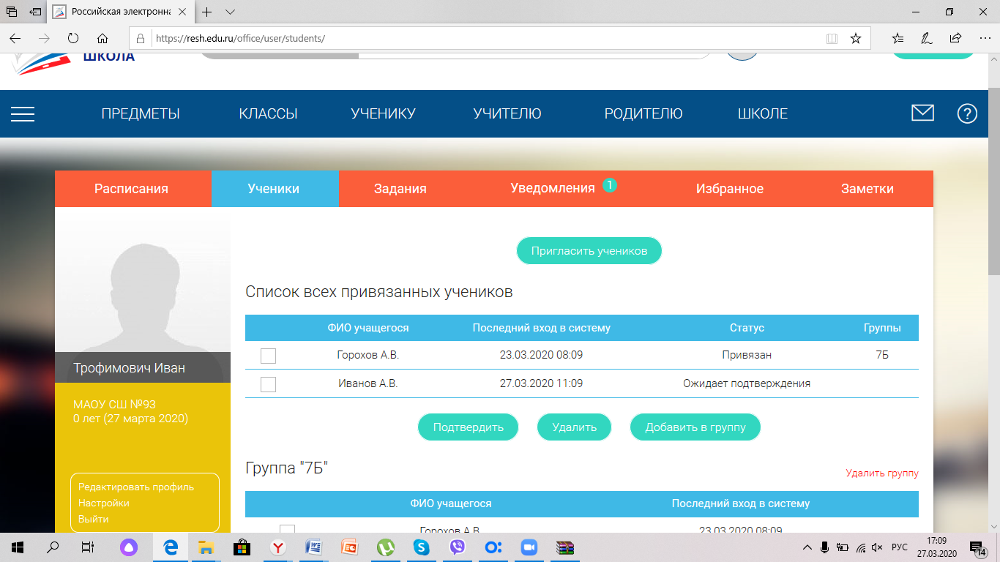 Российская электронна
https://resh.edu.ru/office/user/students/
ШКОЛА
ПРЕДМЕТЫ КЛАССЫ УЧЕНИКУ УЧИТЕЛЮ РОДИТЕЛЮ ШКОЛЕ
Расписания Ученики Задания Уведомления 1 Избранное Заметки
Пригласить учеников
Список всех привязанных учеников
ФИО учащегося Последний вход в систему Статус Группы
Горохов А.В. 23.03.2020 08:09 Привязан 7Б
Иванов А.В. 27.03.2020 11:09 Ожидает подтверждения
Подтвердить Удалить Добавить в группу
Группа "7Б" Удалить группу
ФИО учащегося Последний вход в систему
Горохов А.В. 23.03.2020 08:09
Трофимович Иван
МАОУ СШ №93
0 лет (27 марта 2020)
Редактировать профиль
Настройки
Выйти
РУС
17:09
27.03.2020
14